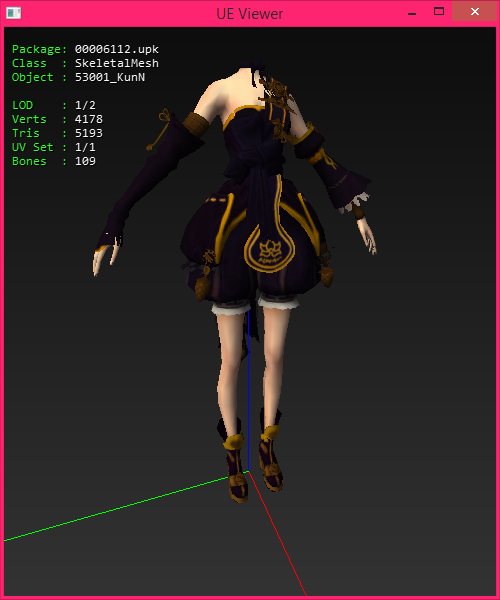 UE Viewer
Package: 00006112.upk
Class : SkeletalMesh
Object : 53001_KunN
LOD : 1/2
Verts : 4178
Tris : 5193
UV Set : 1/1
Bones : 109